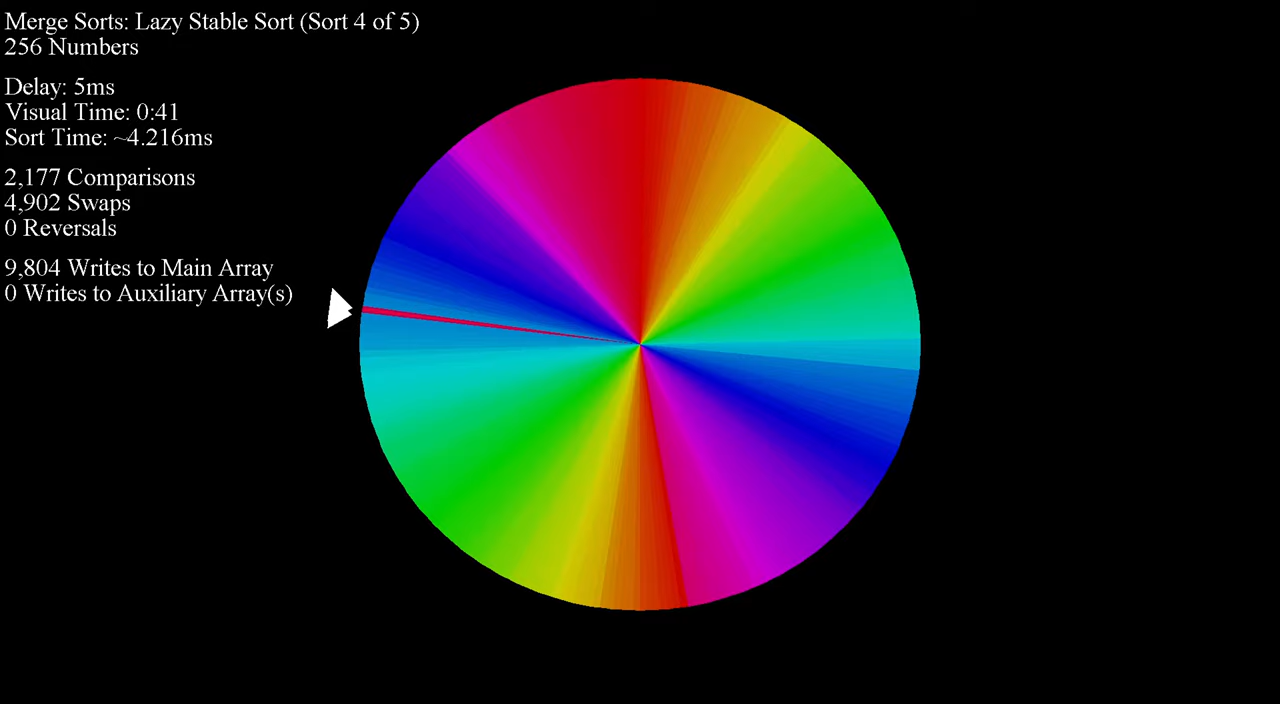 Merge Sorts: Lazy Stable Sort (Sort 4 of 5)
256 Numbers
Delay: 5ms
Visual Time: 0:41
Sort Time: ~4.216ms
2,177 Comparisons
4,902 Swaps
0 Reversals
9,804 Writes to Main Array
0 Writes to Auxiliary Array(s)